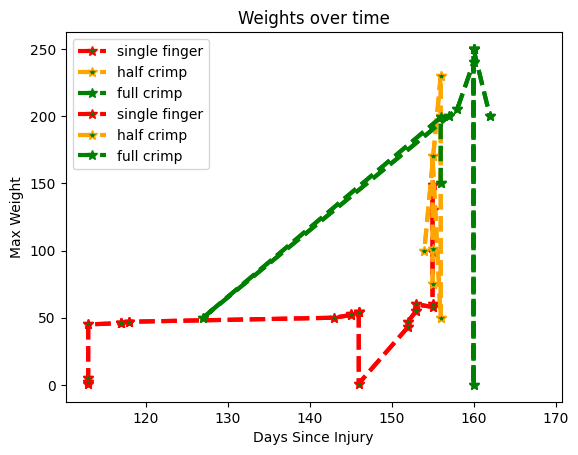 Weights over time
single finger
half crimp
full crimp
single finger
half crimp
full crimp
250
200
150
100
50
0
Max Weight
120 130 140 150 160 170
Days Since Injury